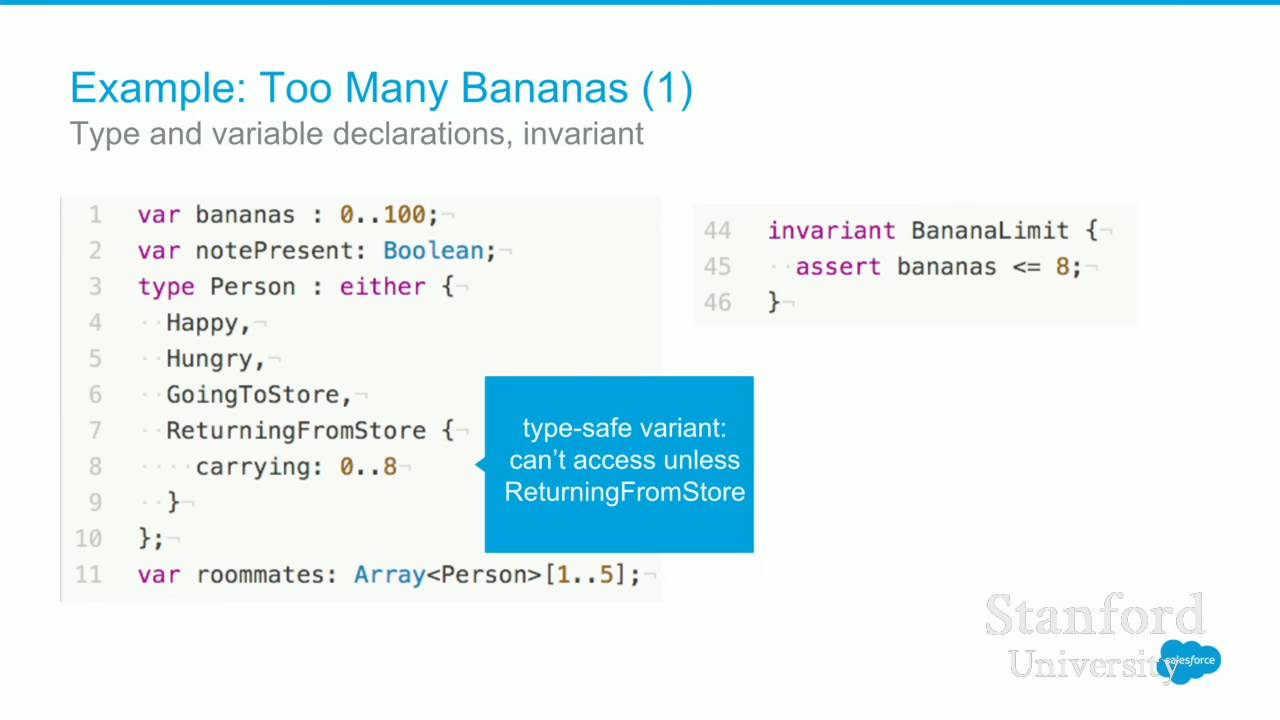 Example: Too Many Bananas (1)
Type and variable declarations, invariant
1 var bananas : 0..100;¬
2 var notePresent: Boolean;¬
3 type Person : either {¬
4 ··Happy,¬
5 ··Hungry,¬
6 ··GoingToStore,¬
7 ··ReturningFromStore {¬
8 ····carrying: 0..8¬
9 ··}¬
10 };¬
11 var roommates: Array<Person>[1..5];¬
44 invariant BananaLimit {¬
45 ··assert bananas <= 8;¬
46 }¬
type-safe variant:
can't access unless
ReturningFromStore
Stanford
University
salesforce